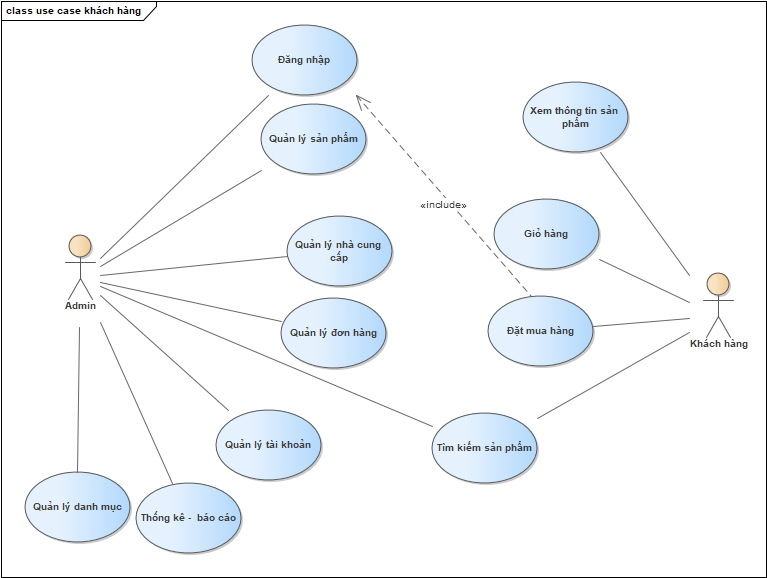 class use case khách hàng
Đăng nhập
Xem thông tin sản
phẩm
Quản lý sản phẩm
«include»
Giỏ hàng
Quản lý nhà cung
cấp
Admin
Quản lý đơn hàng
Đặt mua hàng
Khách hàng
Quản lý tài khoản
Tìm kiếm sản phẩm
Quản lý danh mục
Thống kê - báo cáo